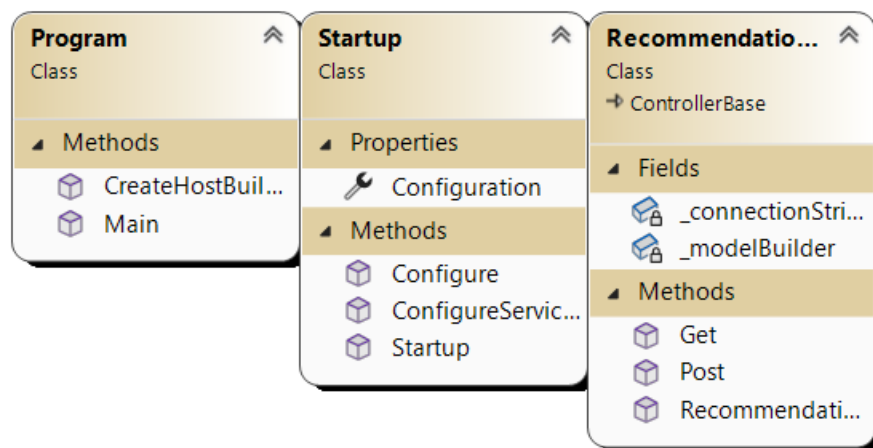 Program
Class
Methods
CreateHostBuil...
Main
Startup
Class
Properties
Configuration
Methods
Configure
ConfigureServic...
Startup
Recommendatio...
Class
ControllerBase
Fields
_connectionStri...
_modelBuilder
Methods
Get
Post
Recommendati...